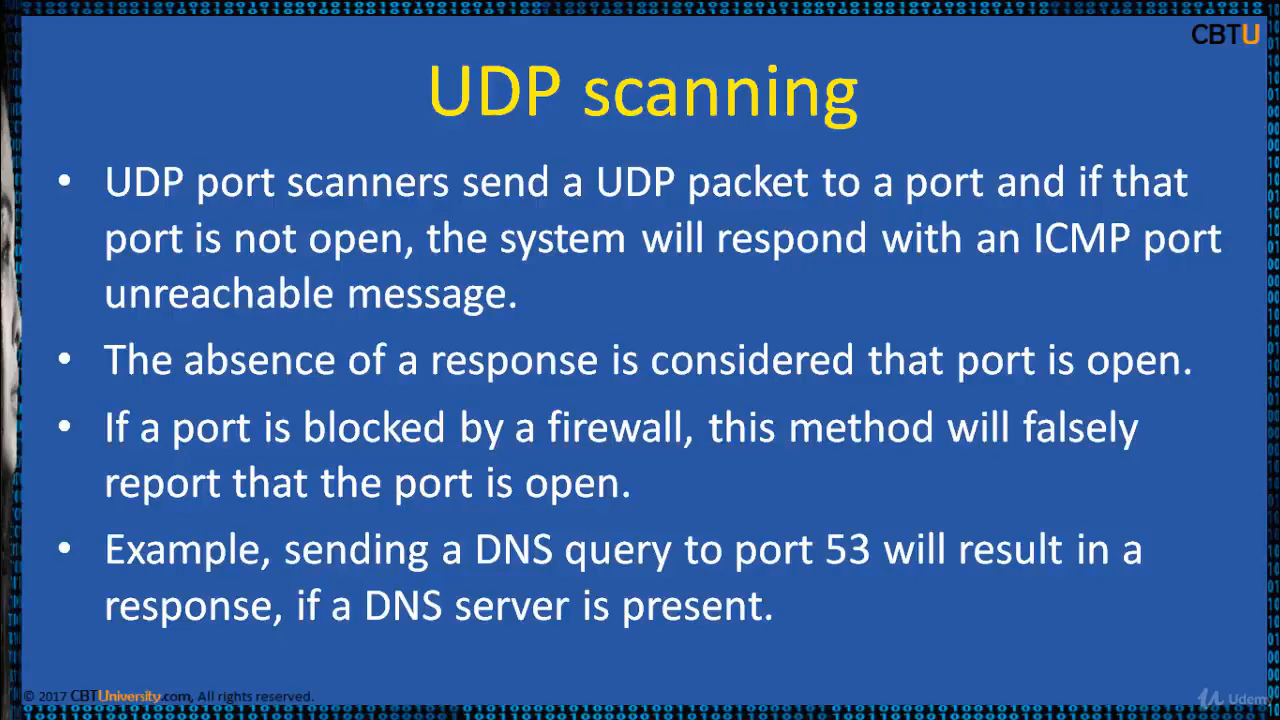 CBTU
UDP scanning
• UDP port scanners send a UDP packet to a port and if that
port is not open, the system will respond with an ICMP port
unreachable message.
• The absence of a response is considered that port is open.
• If a port is blocked by a firewall, this method will falsely
report that the port is open.
• Example, sending a DNS query to port 53 will result in a
response, if a DNS server is present.
© 2017 CBTUniversity.com, All rights reserved.
Udemy